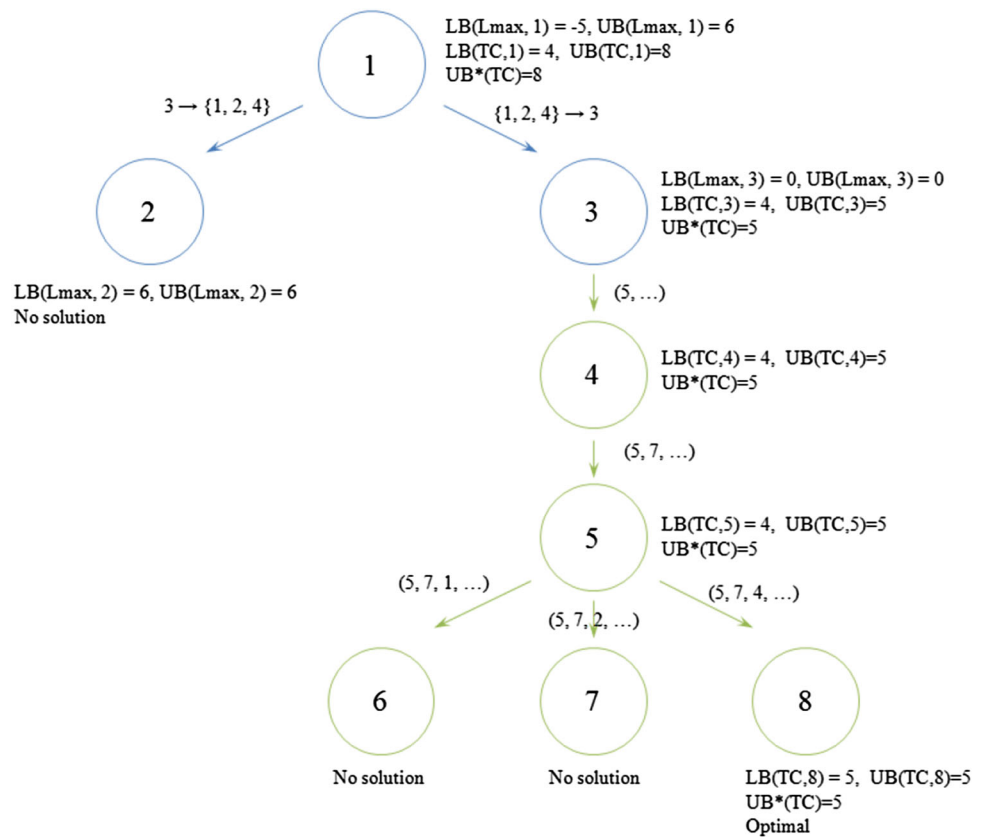 LB(Lmax, 1) = -5, UB(Lmax, 1) = 6
LB(TC,1) = 4, UB(TC,1)=8
UB*(TC)=8
1
3 → {1, 2, 4}
{1, 2, 4} → 3
2
3
LB(Lmax, 3) = 0, UB(Lmax, 3) = 0
LB(TC,3) = 4, UB(TC,3)=5
UB*(TC)=5
LB(Lmax, 2) = 6, UB(Lmax, 2) = 6
No solution
(5, …)
4
LB(TC,4) = 4, UB(TC,4)=5
UB*(TC)=5
(5, 7, …)
5
LB(TC,5) = 4, UB(TC,5)=5
UB*(TC)=5
(5, 7, 1, …)
(5, 7, 2, …)
(5, 7, 4, …)
6
7
8
No solution
No solution
LB(TC,8) = 5, UB(TC,8)=5
UB*(TC)=5
Optimal